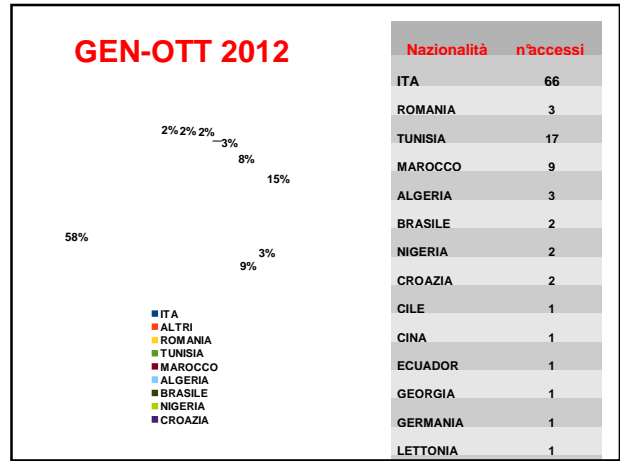 GEN-OTT 2012
2% 2% 2%
3%
8%
15%
58%
3%
9%
ITA
ALTRI
ROMANIA
TUNISIA
MAROCCO
ALGERIA
BRASILE
NIGERIA
CROAZIA
Nazionalità n°accessi
ITA 66
ROMANIA 3
TUNISIA 17
MAROCCO 9
ALGERIA 3
BRASILE 2
NIGERIA 2
CROAZIA 2
CILE 1
CINA 1
ECUADOR 1
GEORGIA 1
GERMANIA 1
LETTONIA 1